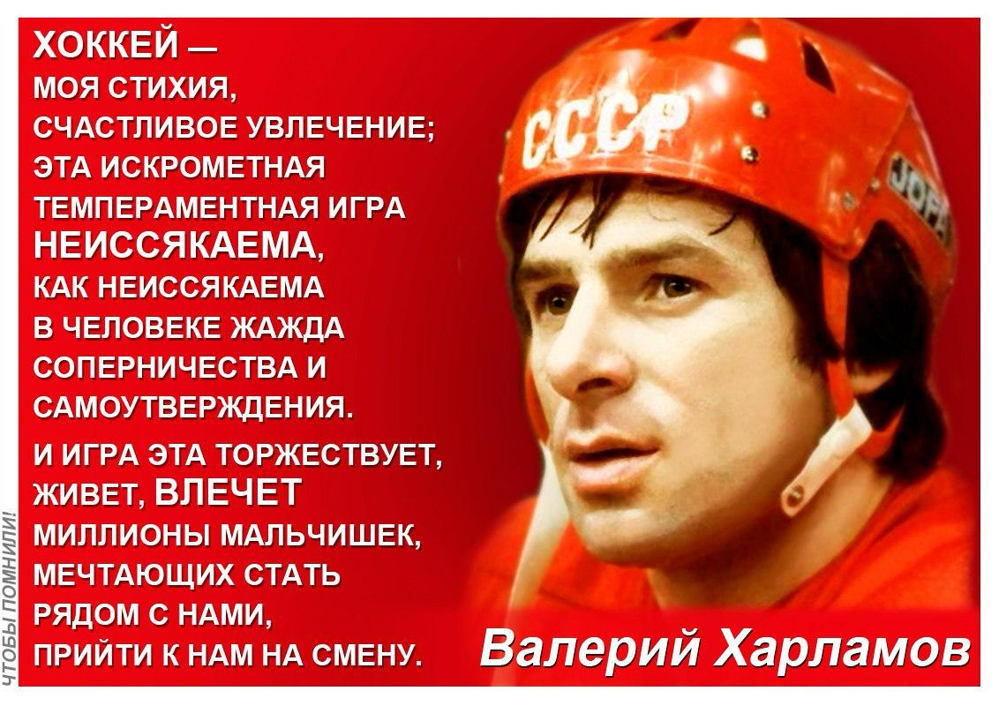 ХОККЕЙ —
МОЯ СТИХИЯ,
СЧАСТЛИВОЕ УВЛЕЧЕНИЕ;
ЭТА ИСКРОМЕТНАЯ
ТЕМПЕРАМЕНТНАЯ ИГРА
НЕИССЯКАЕМА,
КАК НЕИССЯКАЕМА
В ЧЕЛОВЕКЕ ЖАЖДА
СОПЕРНИЧЕСТВА И
САМОУТВЕРЖДЕНИЯ.
И ИГРА ЭТА ТОРЖЕСТВУЕТ,
ЖИВЕТ, ВЛЕЧЕТ
МИЛЛИОНЫ МАЛЬЧИШЕК,
МЕЧТАЮЩИХ СТАТЬ
РЯДОМ С НАМИ,
ПРИЙТИ К НАМ НА СМЕНУ.
СССР
JOFA
Валерий Харламов
ЧТОБЫ ПОМНИЛИ!